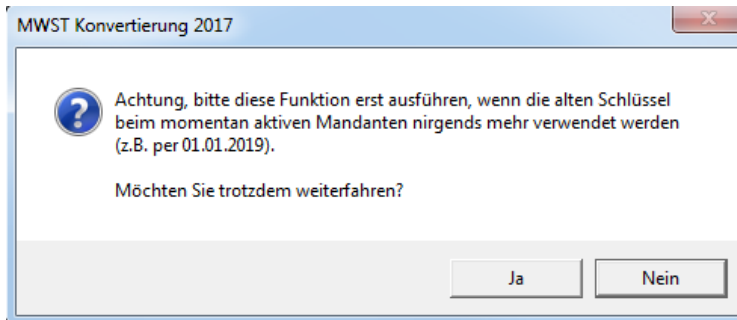 MWST Konvertierung 2017
Achtung, bitte diese Funktion erst ausführen, wenn die alten Schlüssel
beim momentan aktiven Mandanten nirgends mehr verwendet werden
(z.B. per 01.01.2019).
Möchten Sie trotzdem weiterfahren?
Ja
Nein